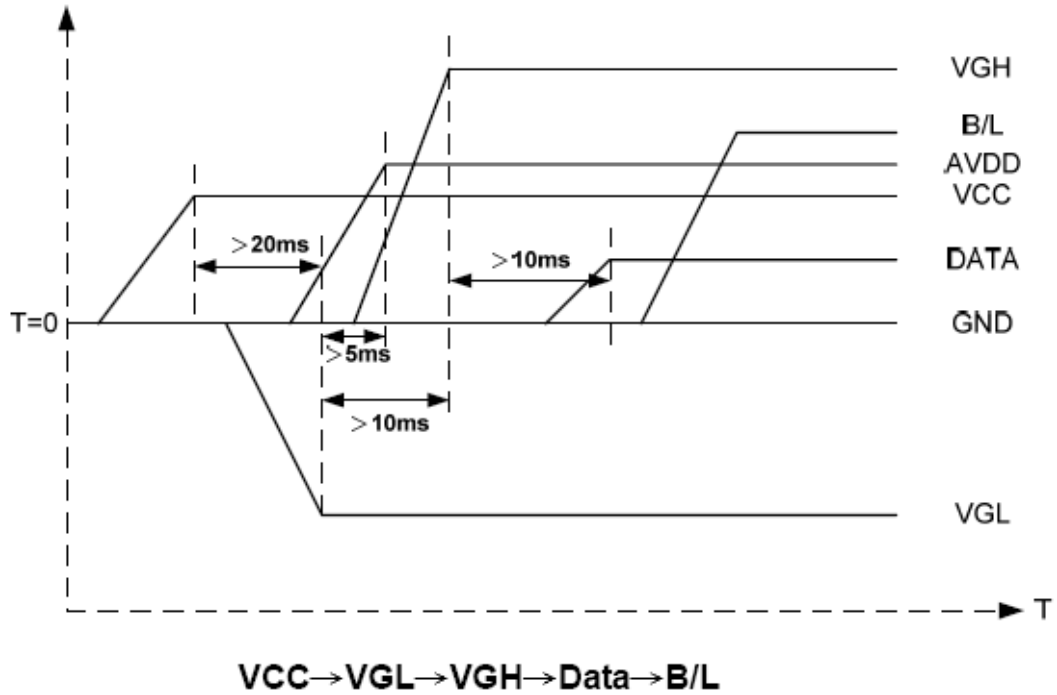 VGH
B/L
AVDD
VCC
>20ms
>10ms
DATA
T=0
GND
>5ms
>10ms
VGL
T
VCC→VGL→VGH→Data→B/L